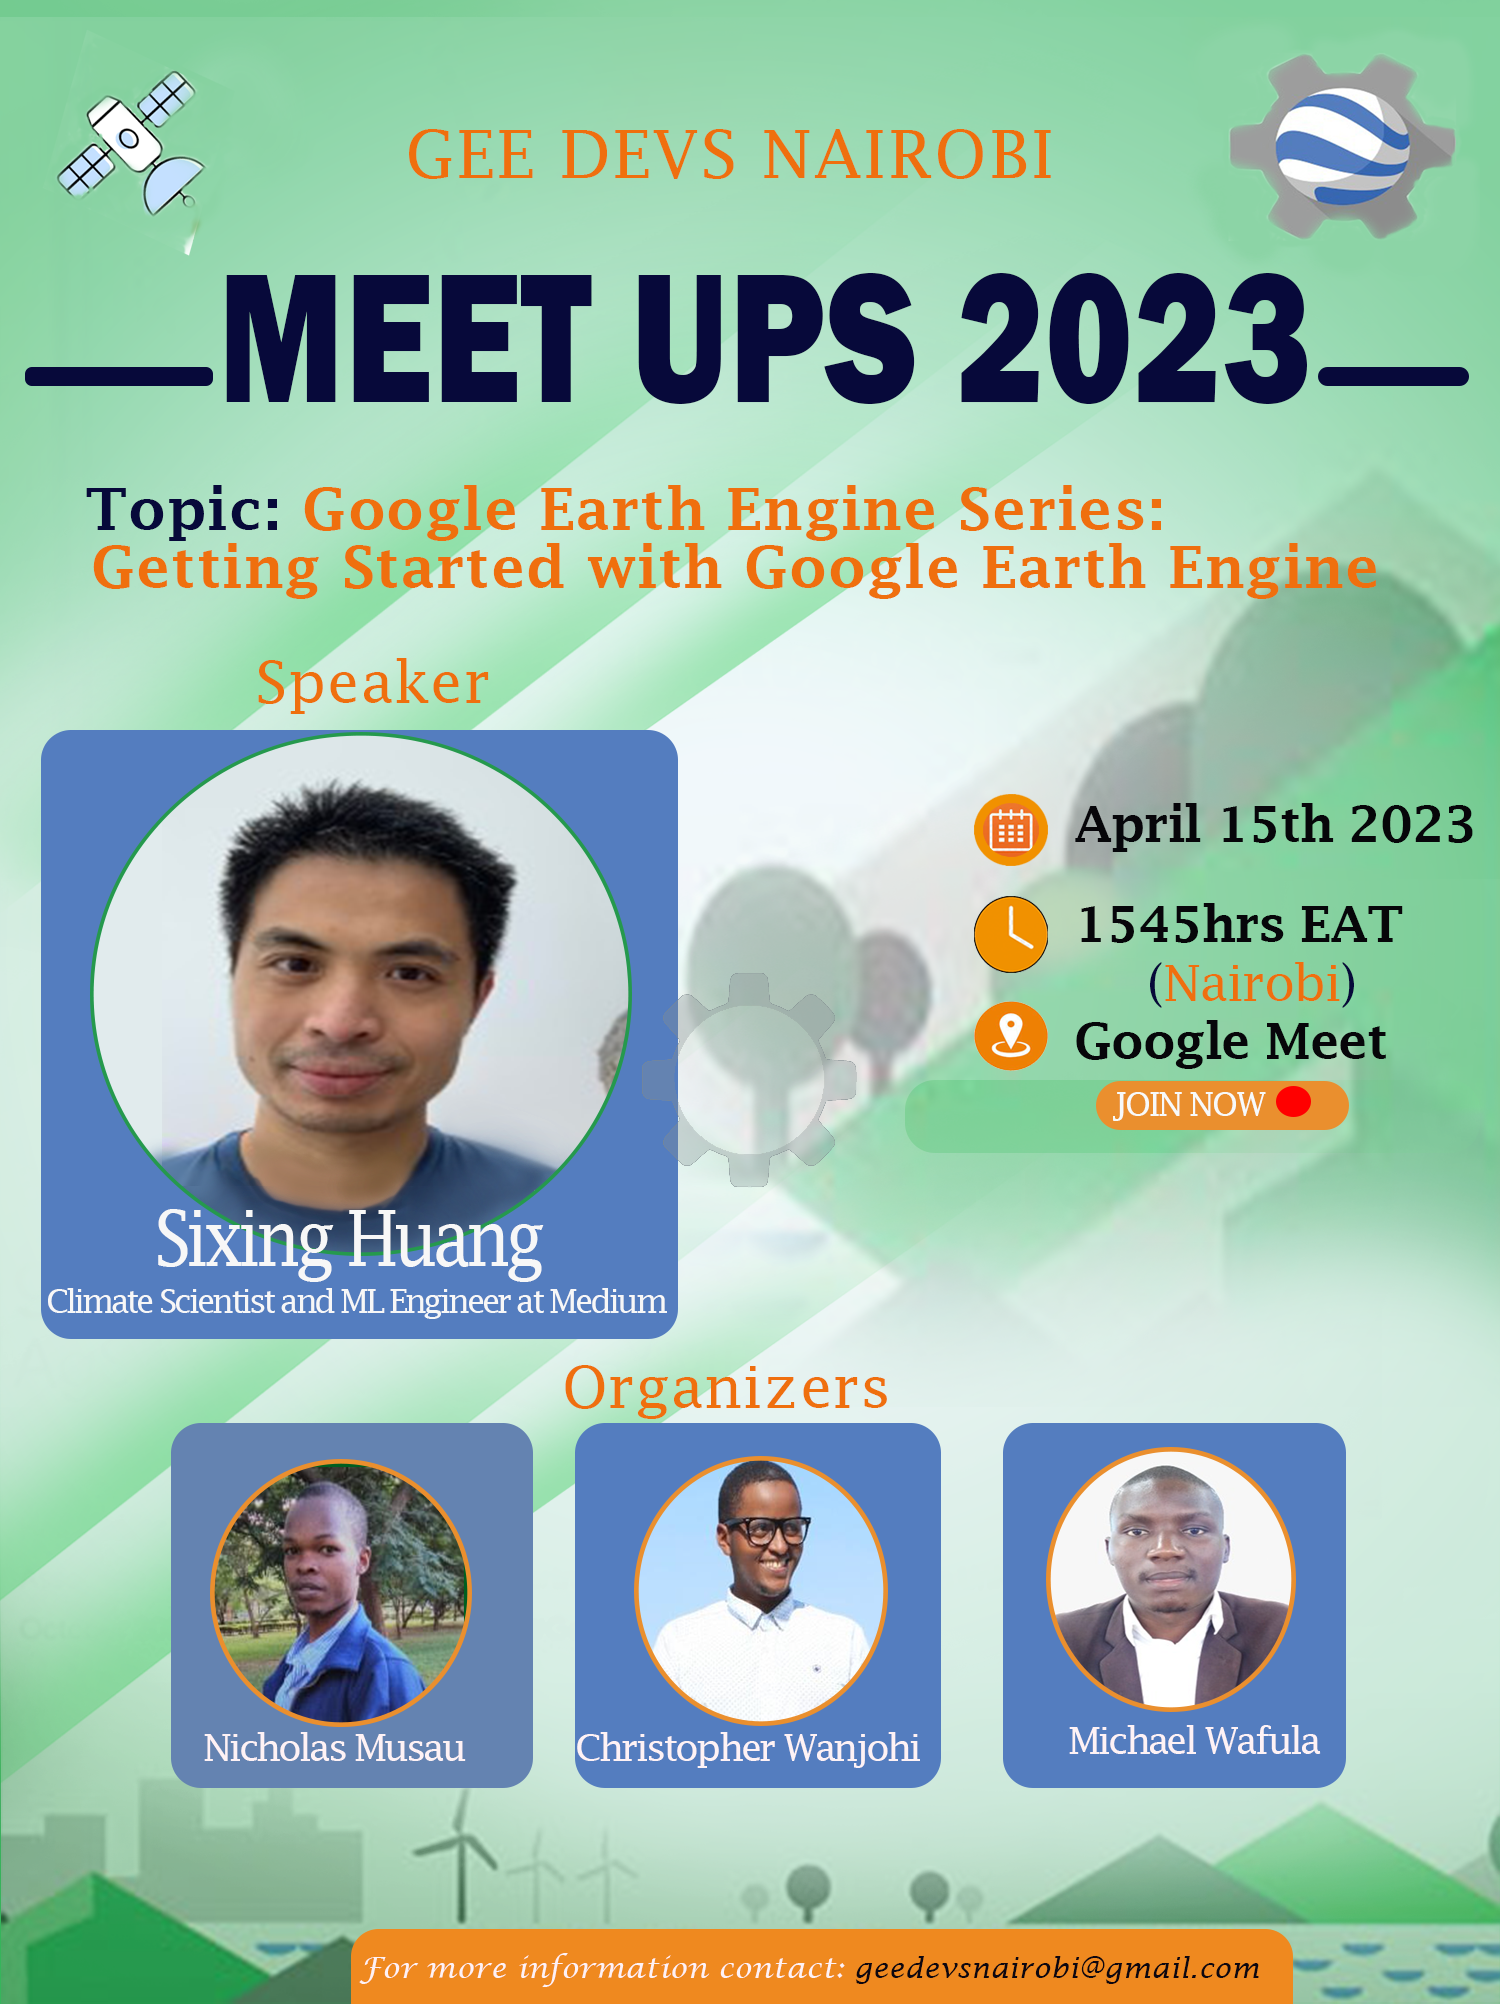 GEE DEVS NAIROBI
MEET UPS 2023
Topic: Google Earth Engine Series:
Getting Started with Google Earth Engine
Speaker
Sixing Huang
Climate Scientist and ML Engineer at Medium
April 15th 2023
1545hrs EAT
(Nairobi)
Google Meet
JOIN NOW
Organizers
Nicholas Musau
Christopher Wanjohi
Michael Wafula
For more information contact: geedevsnairobi@gmail.com